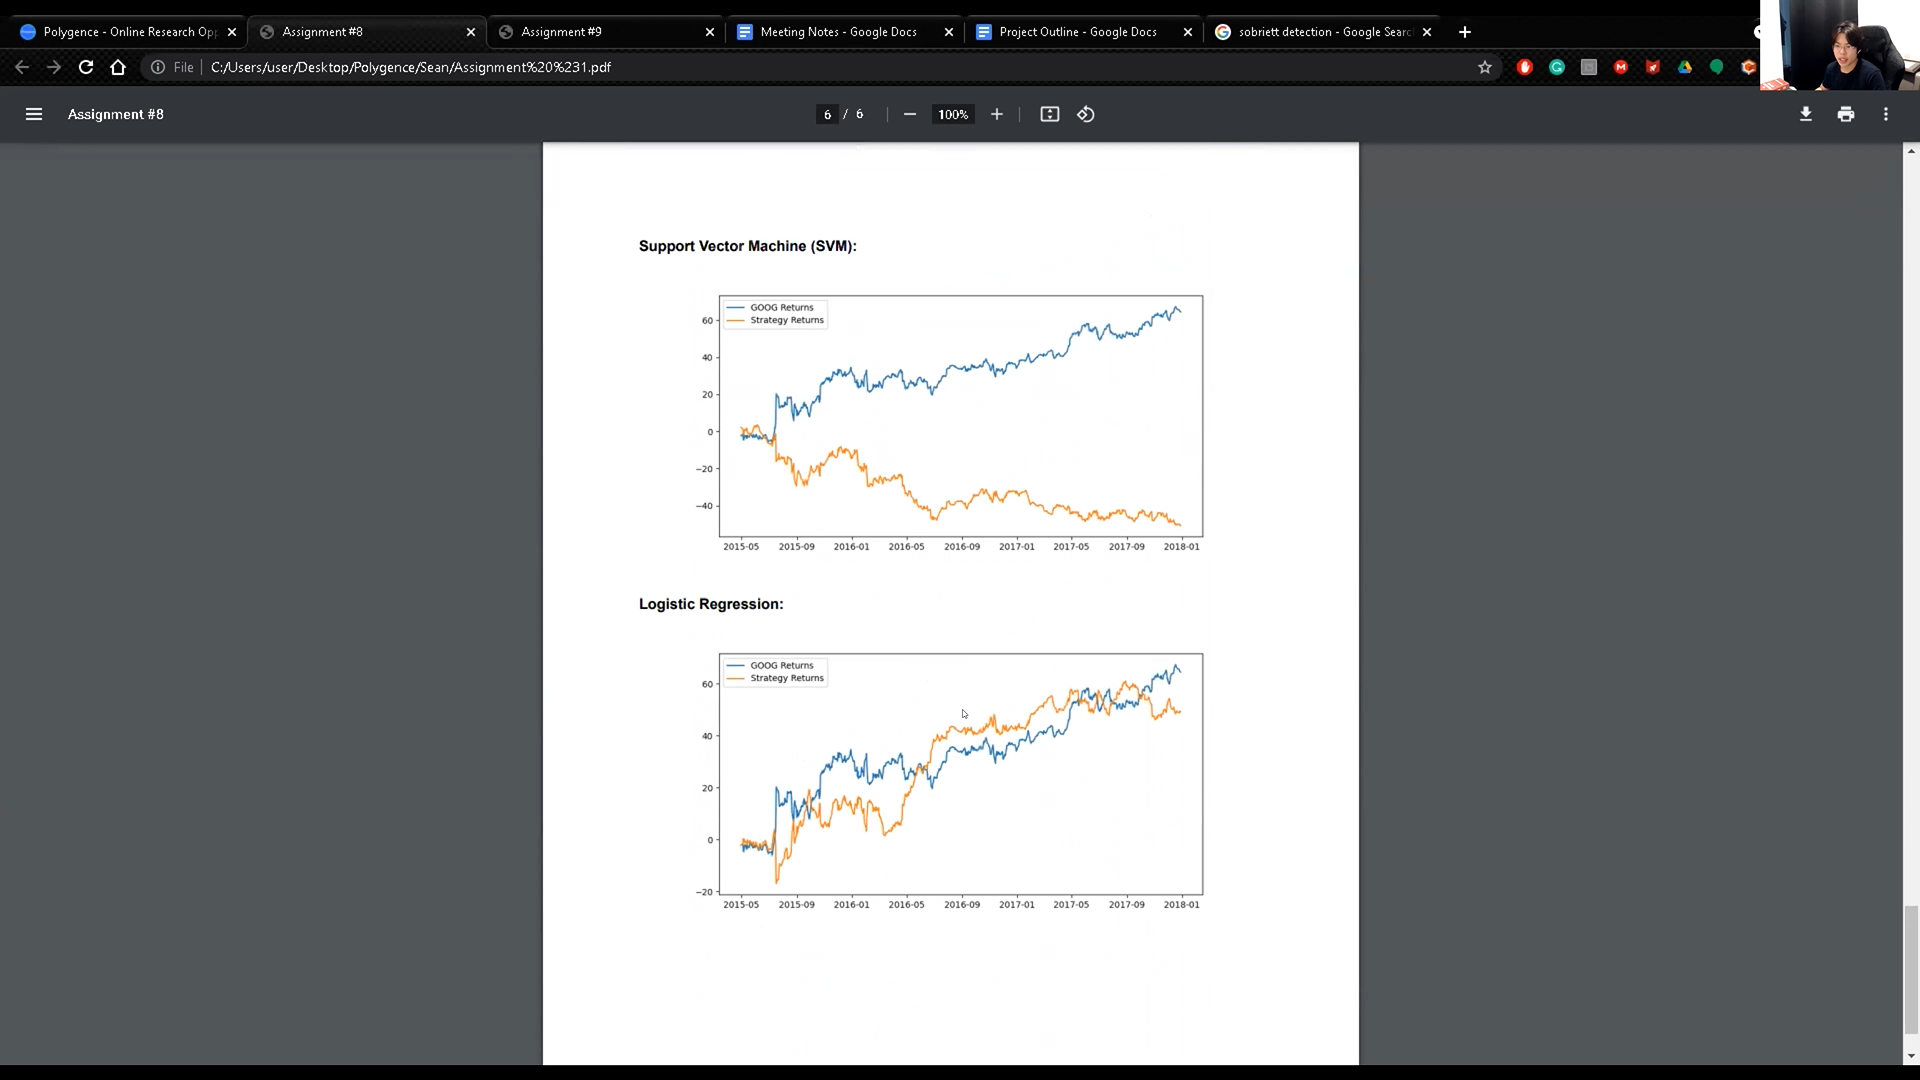 Polygence - Online Research Opp
Assignment #8
Assignment #9
Meeting Notes - Google Docs
Project Outline - Google Docs
sobriett detection - Google Searc
File
C:/Users/user/Desktop/Polygence/Sean/Assignment%20%231.pdf
Assignment #8
6 / 6
100%
Support Vector Machine (SVM):
GOOG Returns
Strategy Returns
60
40
20
0
−20
−40
2015-05 2015-09 2016-01 2016-05 2016-09 2017-01 2017-05 2017-09 2018-01
Logistic Regression:
GOOG Returns
Strategy Returns
60
40
20
0
−20
2015-05 2015-09 2016-01 2016-05 2016-09 2017-01 2017-05 2017-09 2018-01